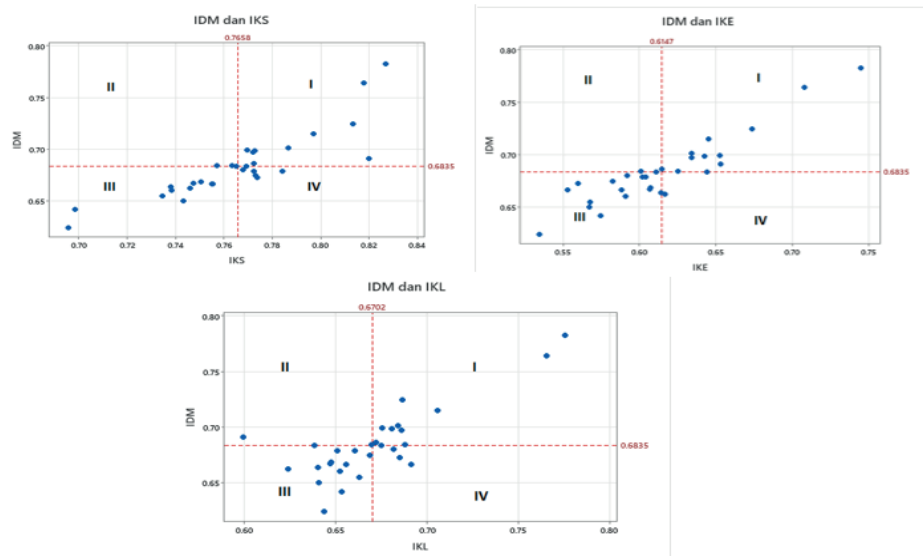 IDM dan IKS
0.7658
0.80
0.75
0.70
0.65
IDM
I
II
III
IV
0.6835
0.70
0.72
0.74
0.76
0.78
0.80
0.82
0.84
IKS
IDM dan IKE
0.6147
0.80
0.75
0.70
0.65
IDM
I
II
III
IV
0.6835
0.55
0.60
0.65
0.70
0.75
IKE
IDM dan IKL
0.6702
0.80
0.75
0.70
0.65
IDM
I
II
III
IV
0.6835
0.60
0.65
0.70
0.75
0.80
IKL